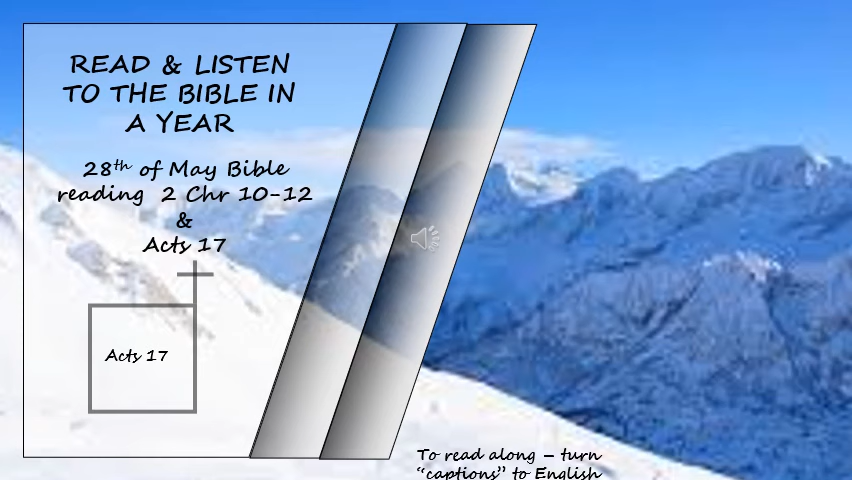 READ & LISTEN
TO THE BIBLE IN
A YEAR
28th of May Bible
reading 2 Chr 10-12
&
Acts 17
Acts 17
To read along – turn
“captions” to English